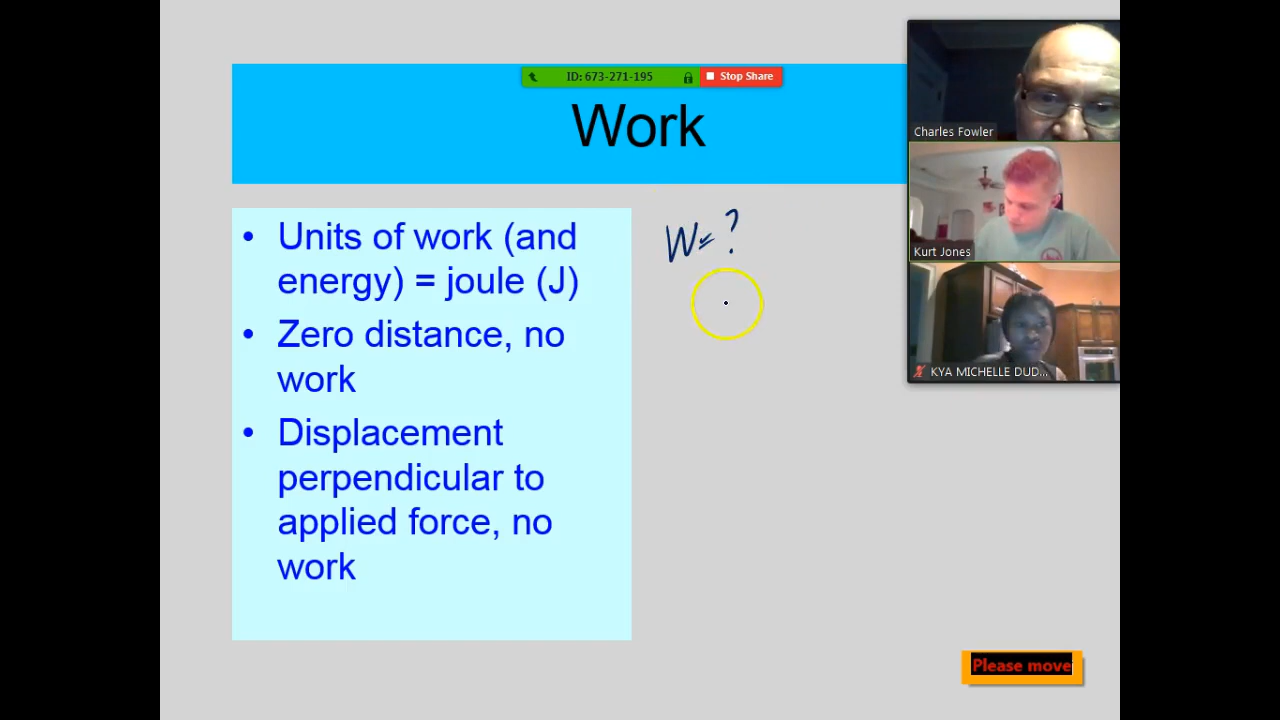 ID: 673-271-195
Stop Share
Work
Charles Fowler
Kurt Jones
KYA MICHELLE DUD...
• Units of work (and
energy) = joule (J)
• Zero distance, no
work
• Displacement
perpendicular to
applied force, no
work
W = ?
Please move